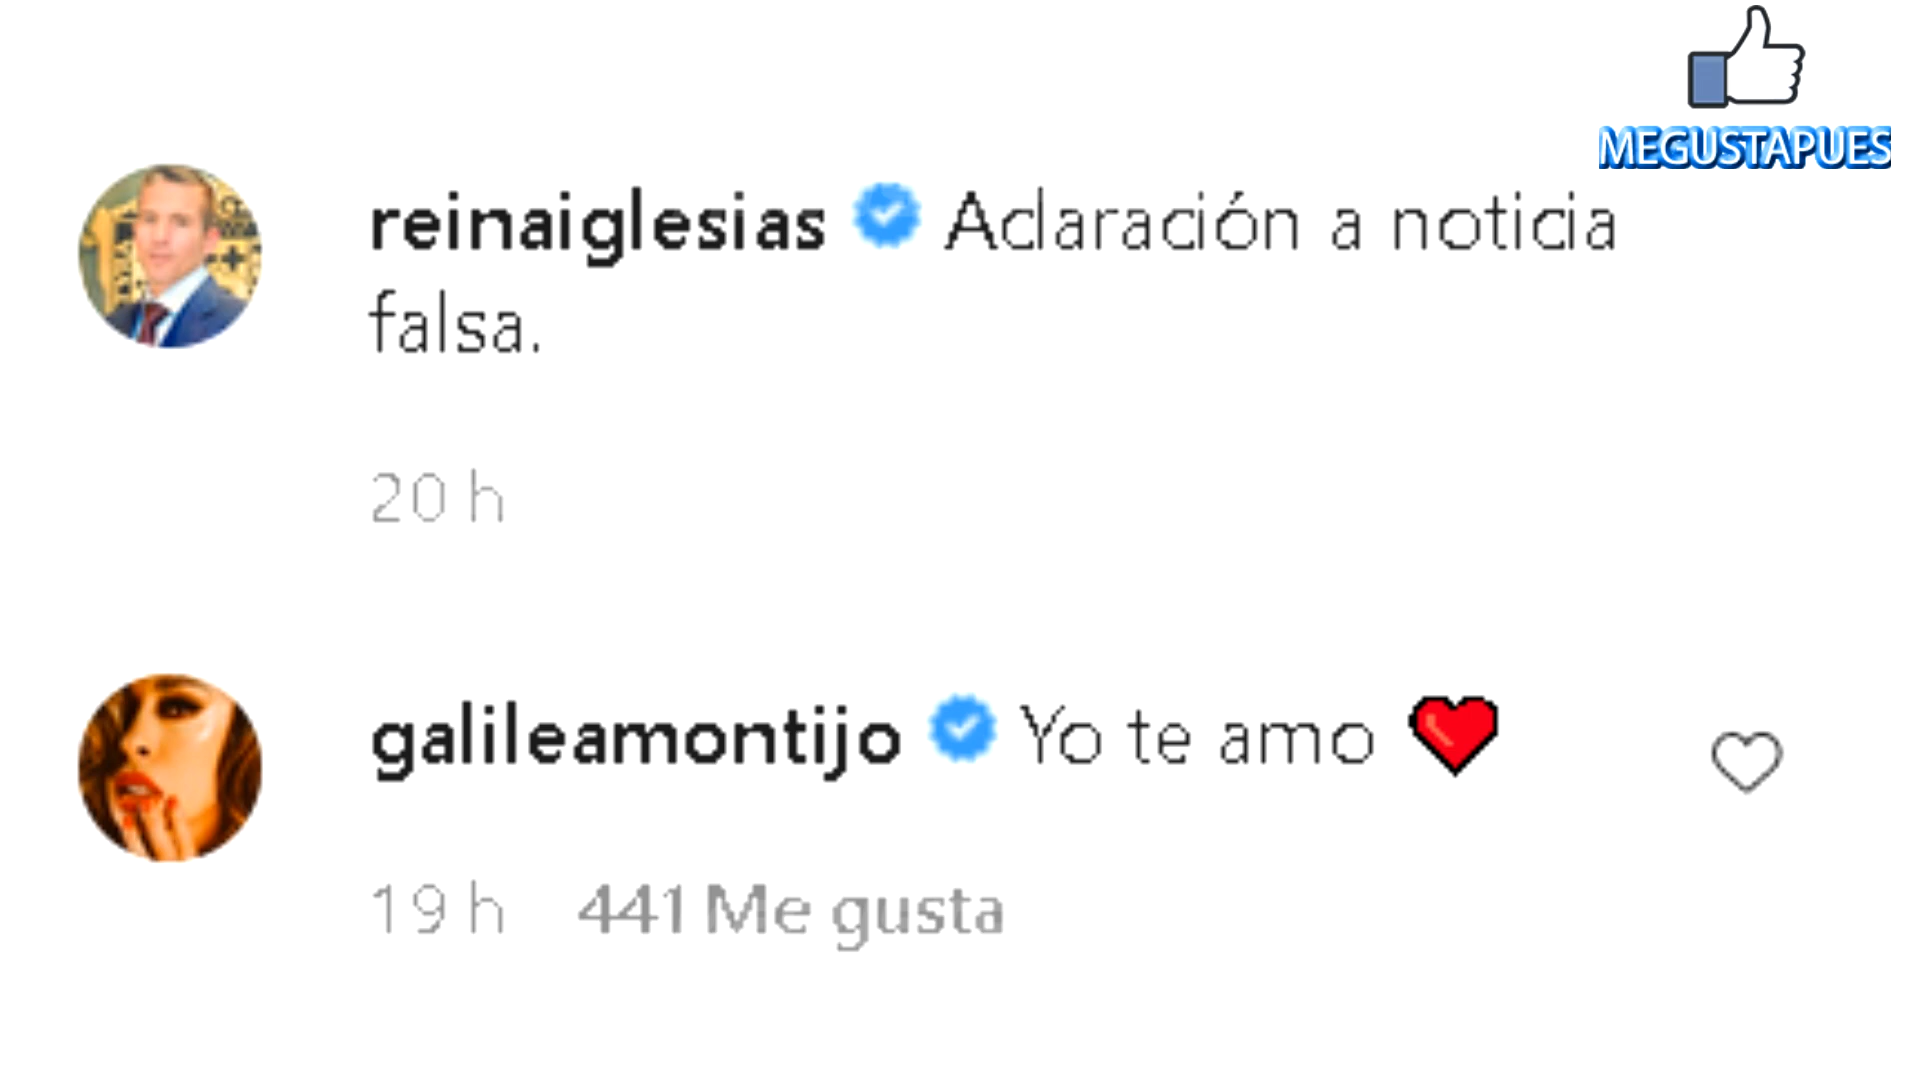 MEGUSTAPUES
reinaiglesias Aclaración a noticia
falsa.
20 h
galileamontijo Yo te amo ❤️
19 h 441 Me gusta